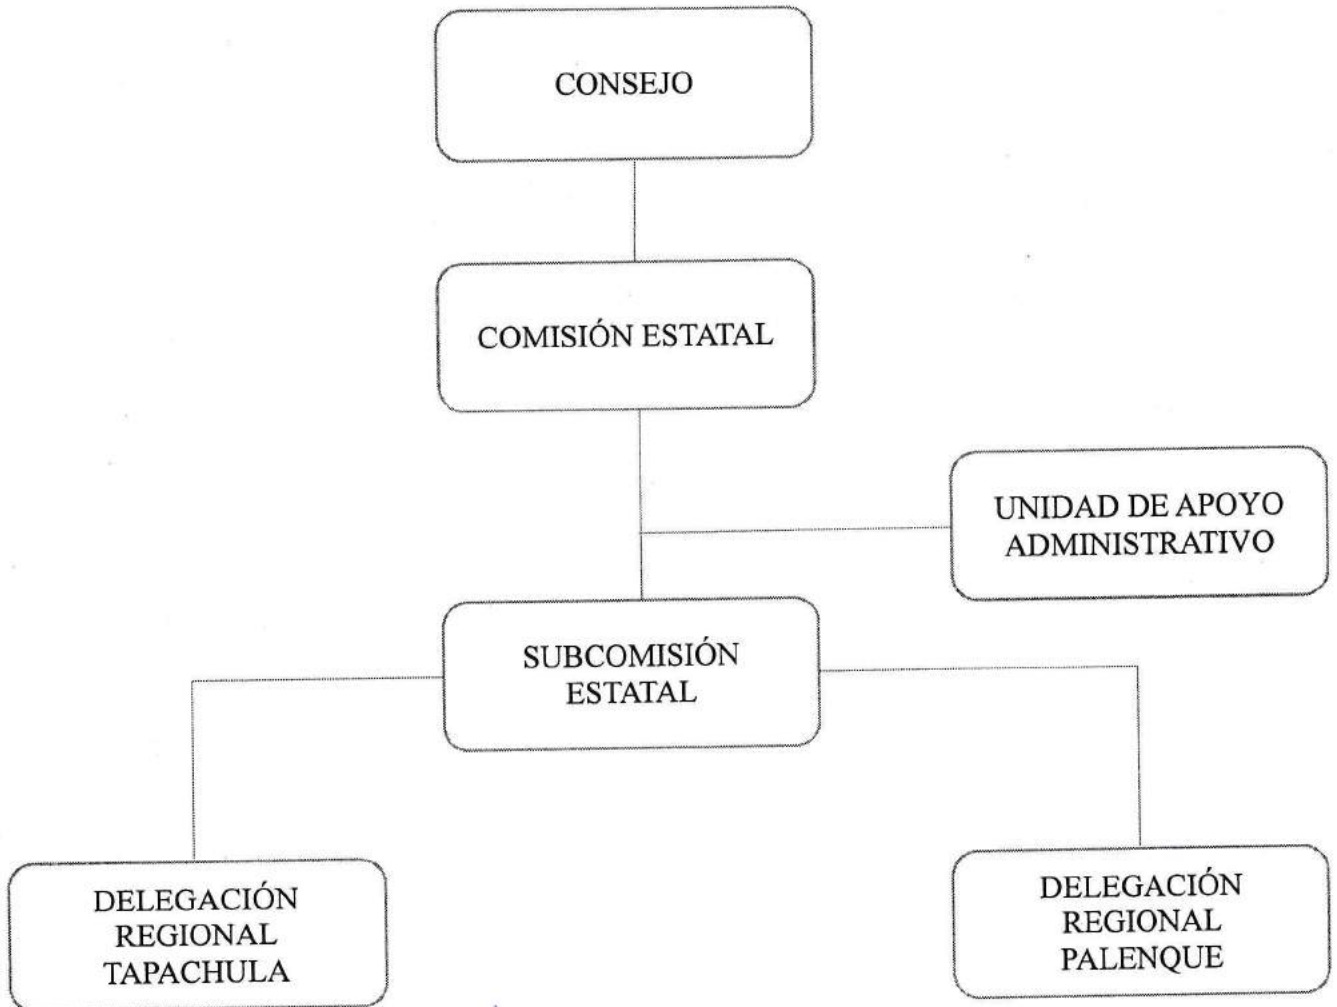 CONSEJO
COMISIÓN ESTATAL
UNIDAD DE APOYO
ADMINISTRATIVO
SUBCOMISIÓN
ESTATAL
DELEGACIÓN
REGIONAL
TAPACHULA
DELEGACIÓN
REGIONAL
PALENQUE